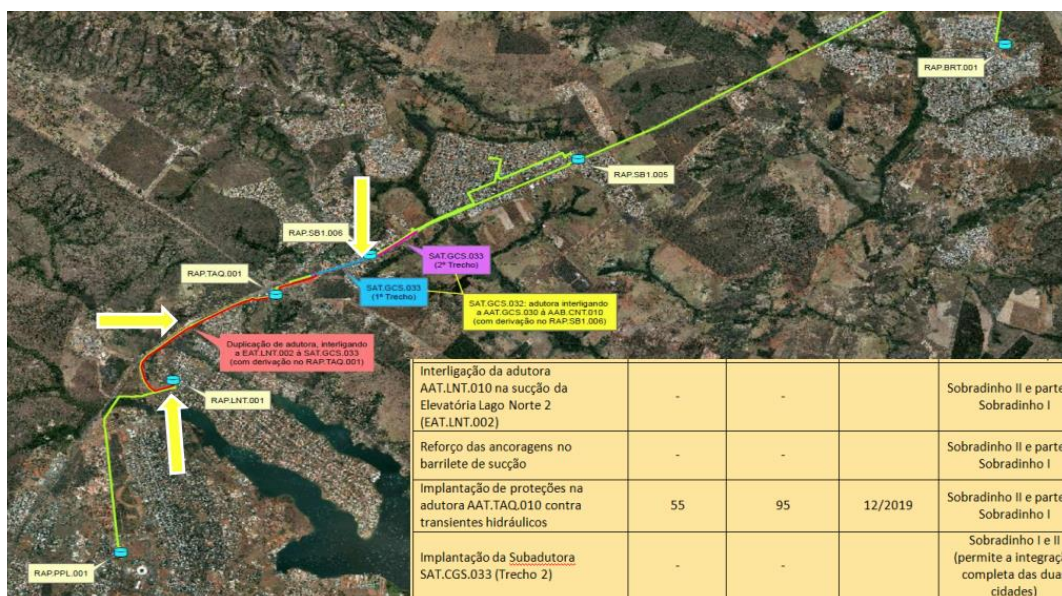 RAP.BRT.001
RAP.SB1.005
RAP.SB1.006
SAT.GCS.033
(2º Trecho)
RAP.TAQ.001
SAT.GCS.033
(1º Trecho)
SAT.GCS.032: adutora interligando
a AAT.GCS.030 à AAB.CNT.010
(com derivação no RAP.SB1.006)
Duplicação de adutora, interligando
a EAT.LNT.002 à SAT.GCS.033
(com derivação no RAP.TAQ.001)
RAP.LNT.001
RAP.PPL.001
Interligação da adutora
AAT.LNT.010 na sucção da
Elevatória Lago Norte 2
(EAT.LNT.002)
-
-
Sobradinho II e parte
Sobradinho I
Reforço das ancoragens no
barrilete de sucção
-
-
Sobradinho II e parte
Sobradinho I
Implantação de proteções na
adutora AAT.TAQ.010 contra
transientes hidráulicos
55
95
12/2019
Sobradinho II e parte
Sobradinho I
Implantação da Subadutora
SAT.CGS.033 (Trecho 2)
-
-
Sobradinho I e II
(permite a integraçã
completa das dua
cidades)